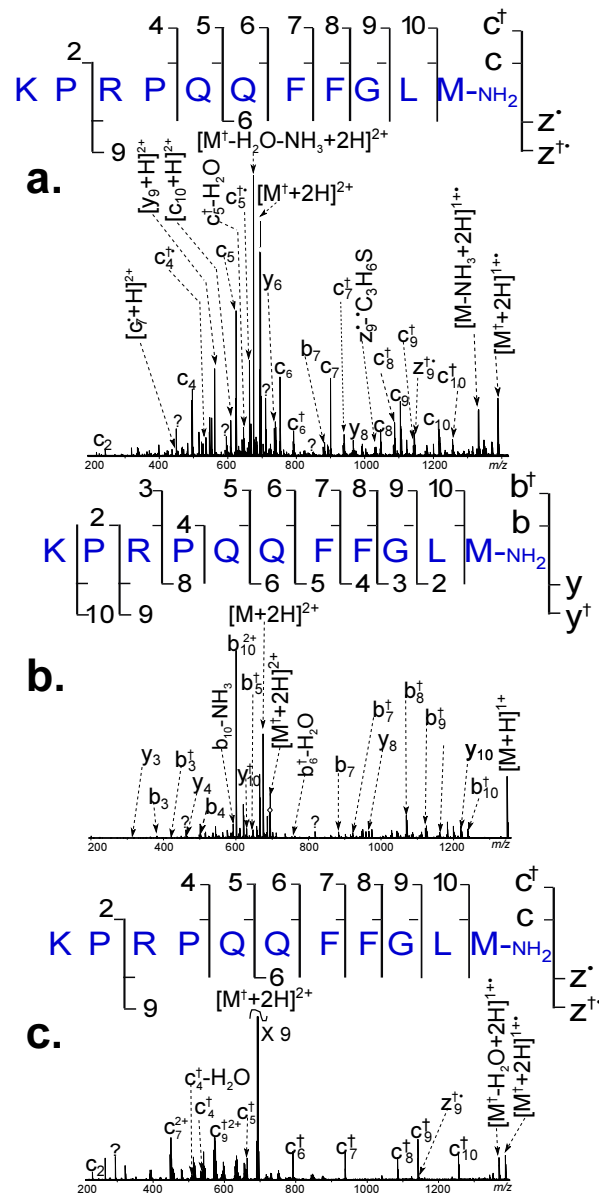 4 5 6 7 8 9 10 c†
2 c
K P R P Q Q F F G L M-NH₂
9 6 z•
z†•
a.
[M†-H₂O-NH₃+2H]²⁺
[y₉+H]²⁺
[c₁₀+H]²⁺
c₅†-H₂O
c₅†•
[M†+2H]²⁺
c₄†
c₅
y₆
[c₇•+H]²⁺
c₇†
z₉•-C₃H₆S
c₉†
z₉†•
[M-NH₃+2H]¹⁺•
[M†+2H]¹⁺•
c₄
b₇
c₇
c₈†
c₁₀†
c₆
c₉
?
?
?
c₆†
?
y₈
c₈
c₁₀
c₂
200 400 600 800 1000 1200 m/z
3 5 6 7 8 9 10 b†
2 4 b
K P R P Q Q F F G L M-NH₂
8 6 5 4 3 2 y
10 9 y†
b.
[M+2H]²⁺
b₁₀²⁺
b₅†
b₁₀-NH₃
[M†+2H]²⁺
b₆†-H₂O
b₇†
b₈†
b₉†
[M+H]¹⁺
y₃
b₃†
y₄
y₁₀†
y₈
y₁₀
b₃
?
b₄
?
b₇
b₁₀†
200 400 600 800 1000 1200 m/z
4 5 6 7 8 9 10 c†
2 c
K P R P Q Q F F G L M-NH₂
9 6 z•
z†•
c.
[M†+2H]²⁺
X 9
[M†-H₂O+2H]¹⁺•
[M†+2H]¹⁺•
c₄†-H₂O
c₄†
c₇²⁺
c₉†²⁺
c₅†
z₉†•
c₂
?
c₆†
c₇†
c₈†
c₉†
c₁₀†
200 400 600 800 1000 1200 m/z